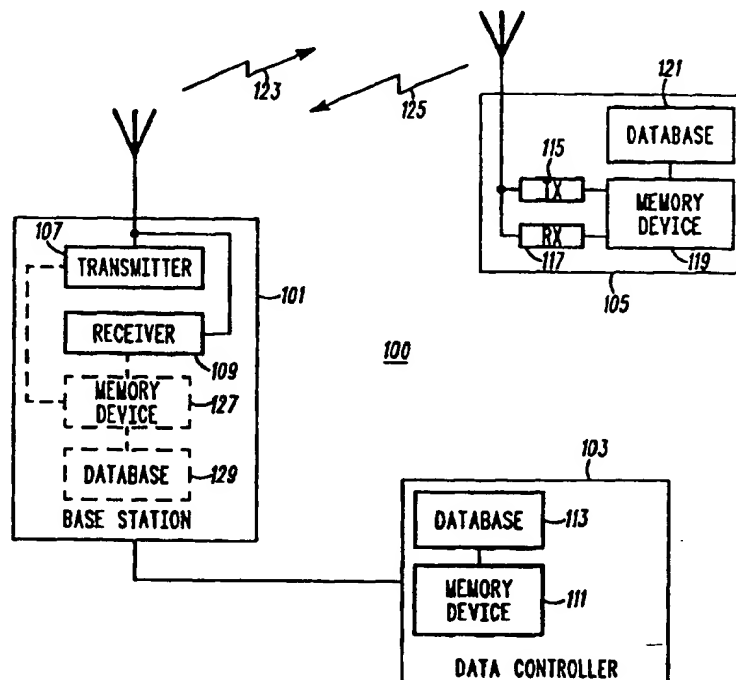 123
125
121
DATABASE
115
TX
MEMORY
DEVICE
RX
117
119
105
107
TRANSMITTER
101
RECEIVER
109
MEMORY
DEVICE
127
DATABASE
129
BASE STATION
100
103
DATABASE
113
MEMORY
DEVICE
111
DATA CONTROLLER